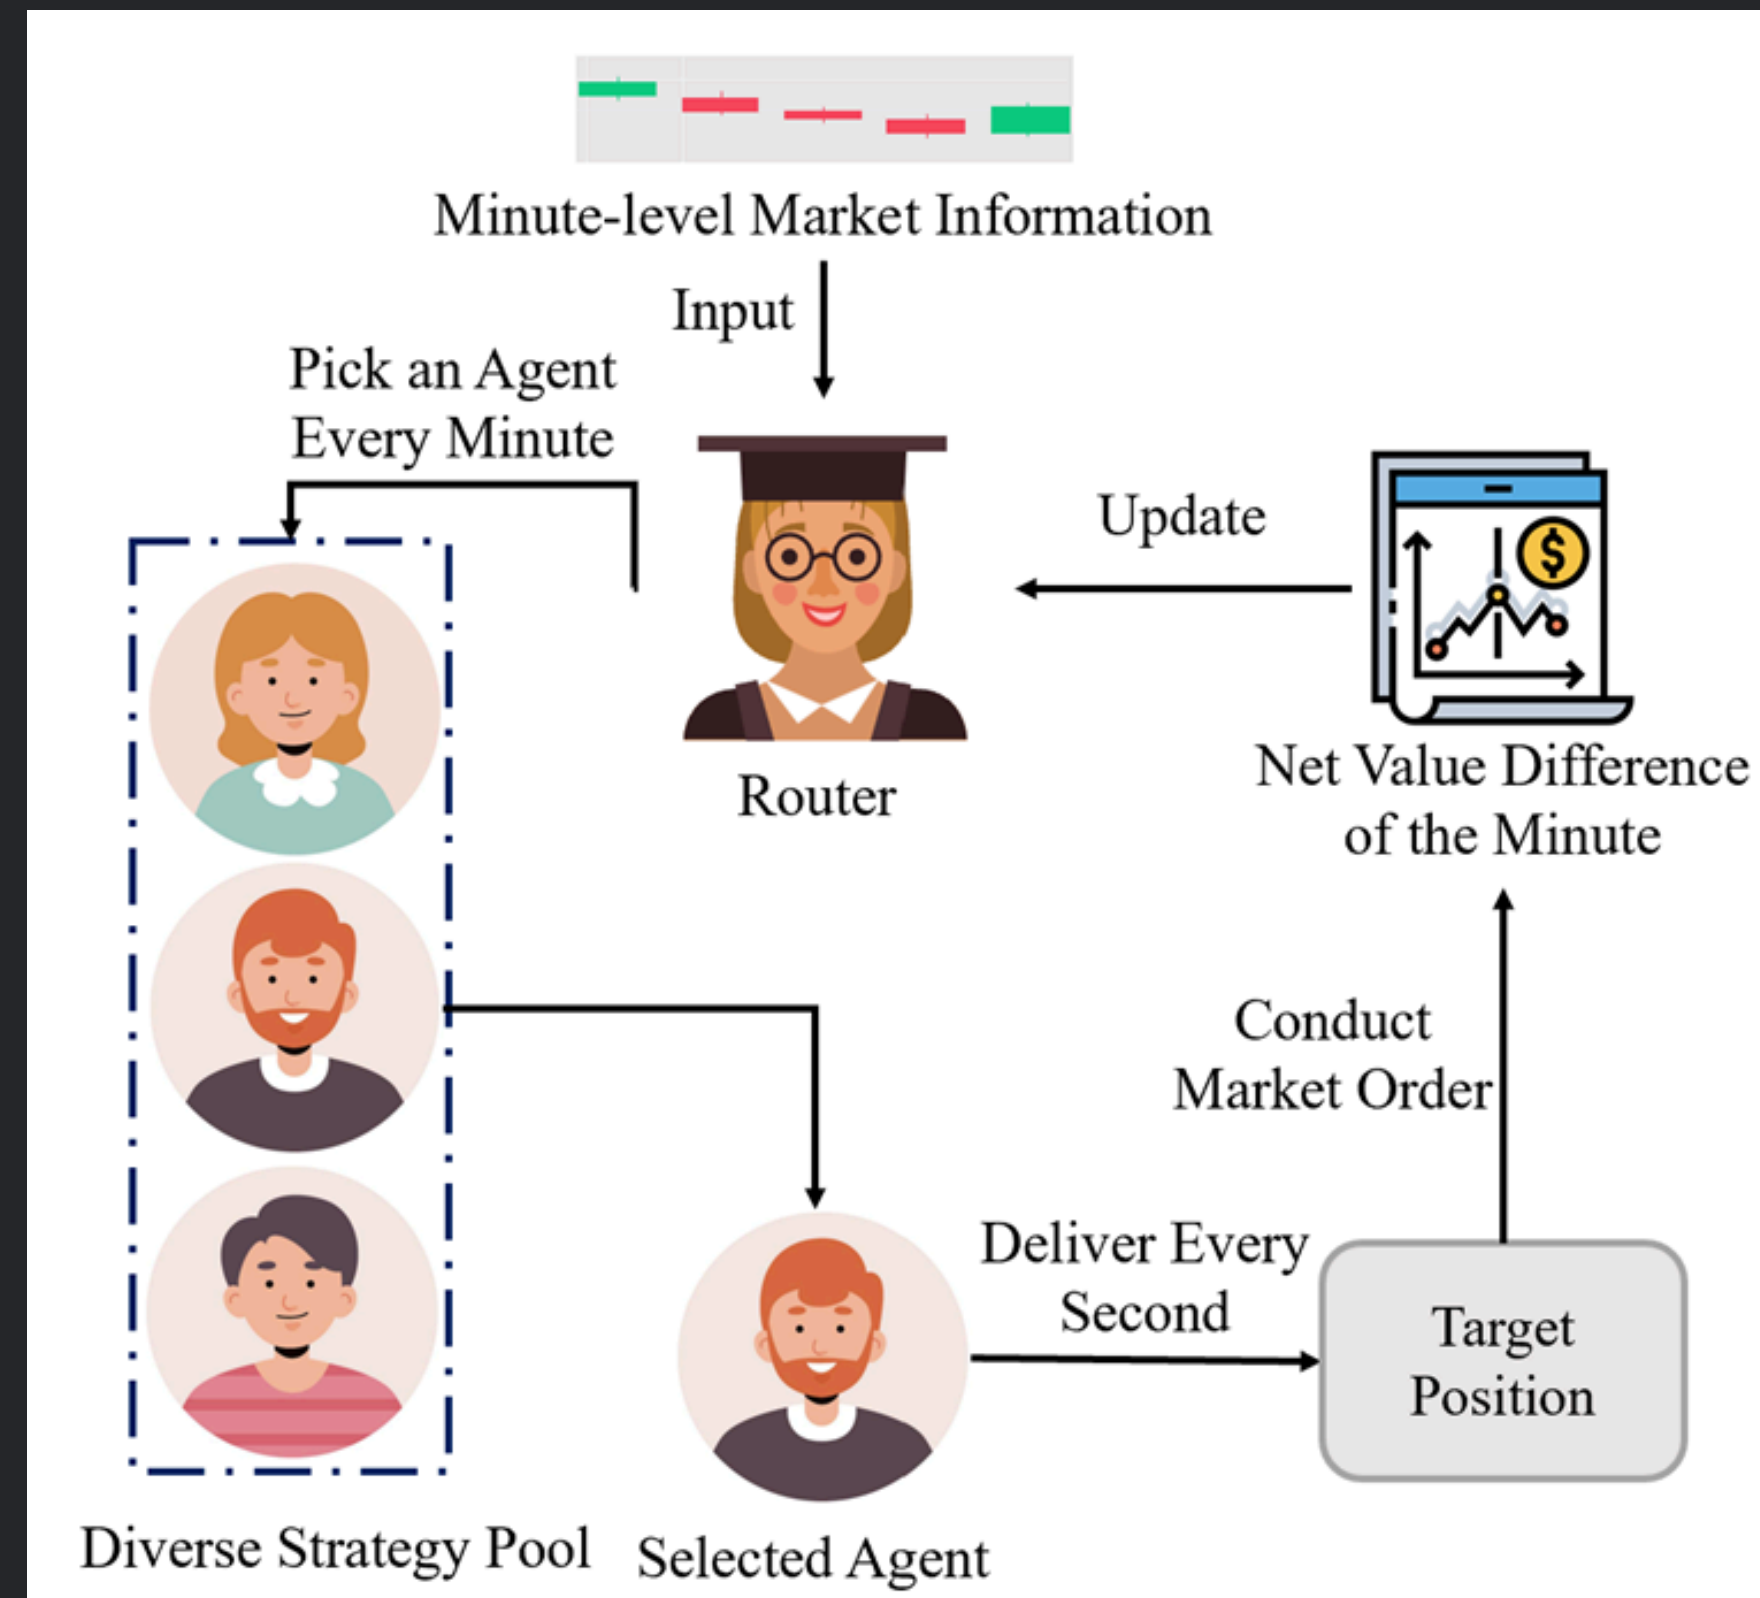 Minute-level Market Information
Input
Pick an Agent
Every Minute
Router
Update
$
Net Value Difference
of the Minute
Conduct
Market Order
Deliver Every
Second
Target
Position
Diverse Strategy Pool
Selected Agent